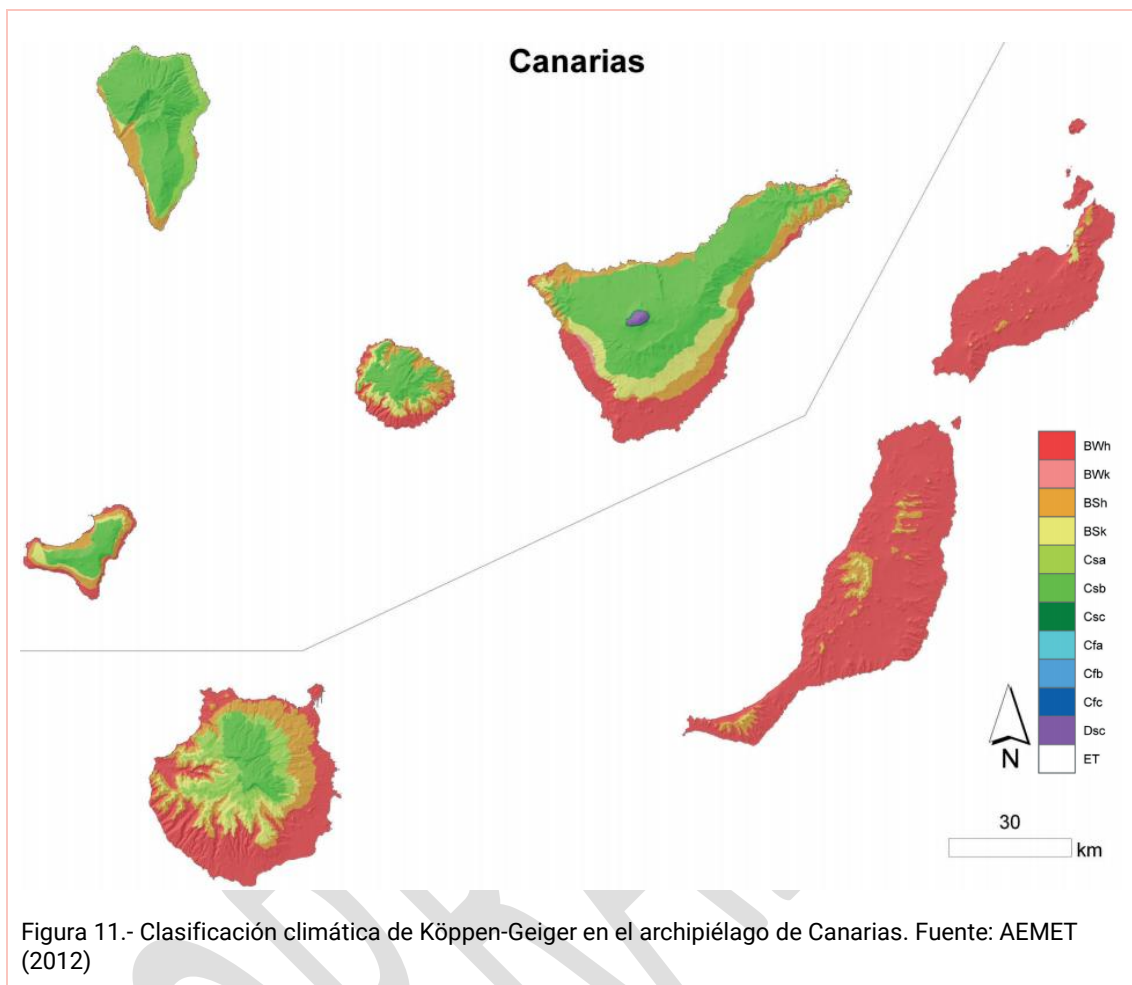 Canarias
BWh
BWk
BSh
BSk
Csa
Csb
Csc
Cfa
Cfb
Cfc
Dsc
ET
N
30
km
Figura 11.- Clasificación climática de Köppen-Geiger en el archipiélago de Canarias. Fuente: AEMET
(2012)